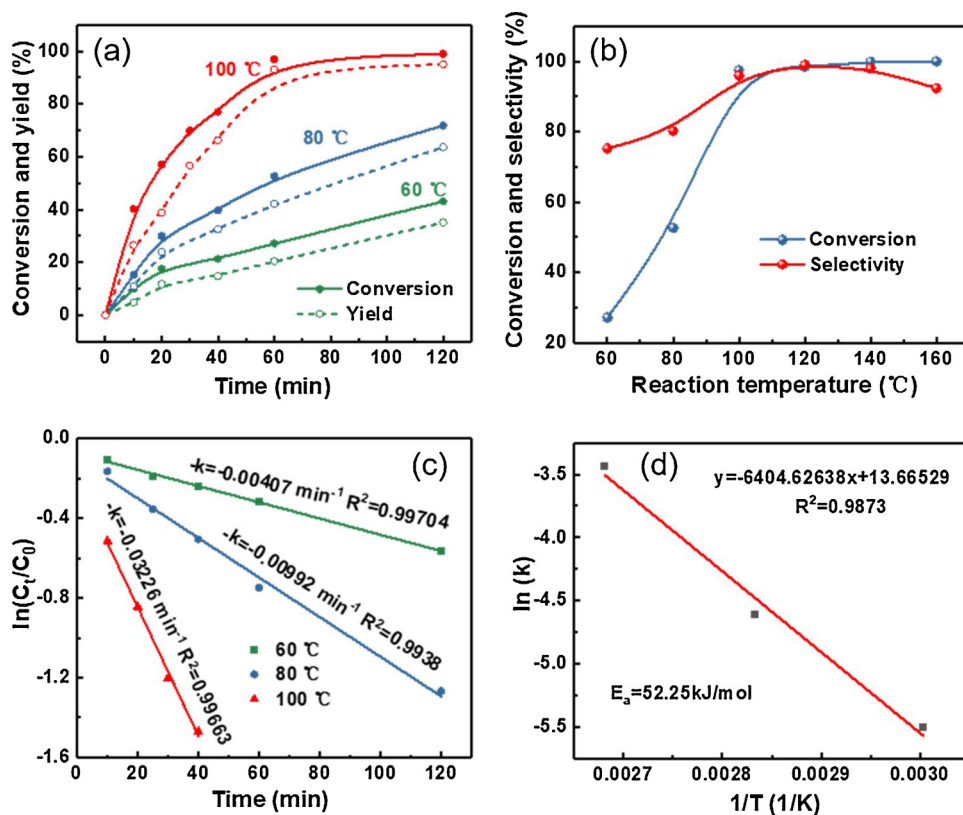 (a)
Conversion and yield (%)
100
80
60
40
20
0
100 ℃
80 ℃
60 ℃
Conversion
Yield
0 20 40 60 80 100 120
Time (min)
(b)
Conversion and selectivity (%)
100
80
60
40
20
Conversion
Selectivity
60 80 100 120 140 160
Reaction temperature (℃)
(c)
ln(Ct/C0)
0.0
-0.4
-0.8
-1.2
-1.6
-k=-0.00407 min-1 R2=0.99704
-k=-0.00992 min-1 R2=0.9938
-k=-0.03226 min-1 R2=0.99663
60 ℃
80 ℃
100 ℃
20 40 60 80 100 120
Time (min)
(d)
ln (k)
-3.5
-4.0
-4.5
-5.0
-5.5
y=-6404.62638x+13.66529
R2=0.9873
Ea=52.25kJ/mol
0.0027 0.0028 0.0029 0.0030
1/T (1/K)